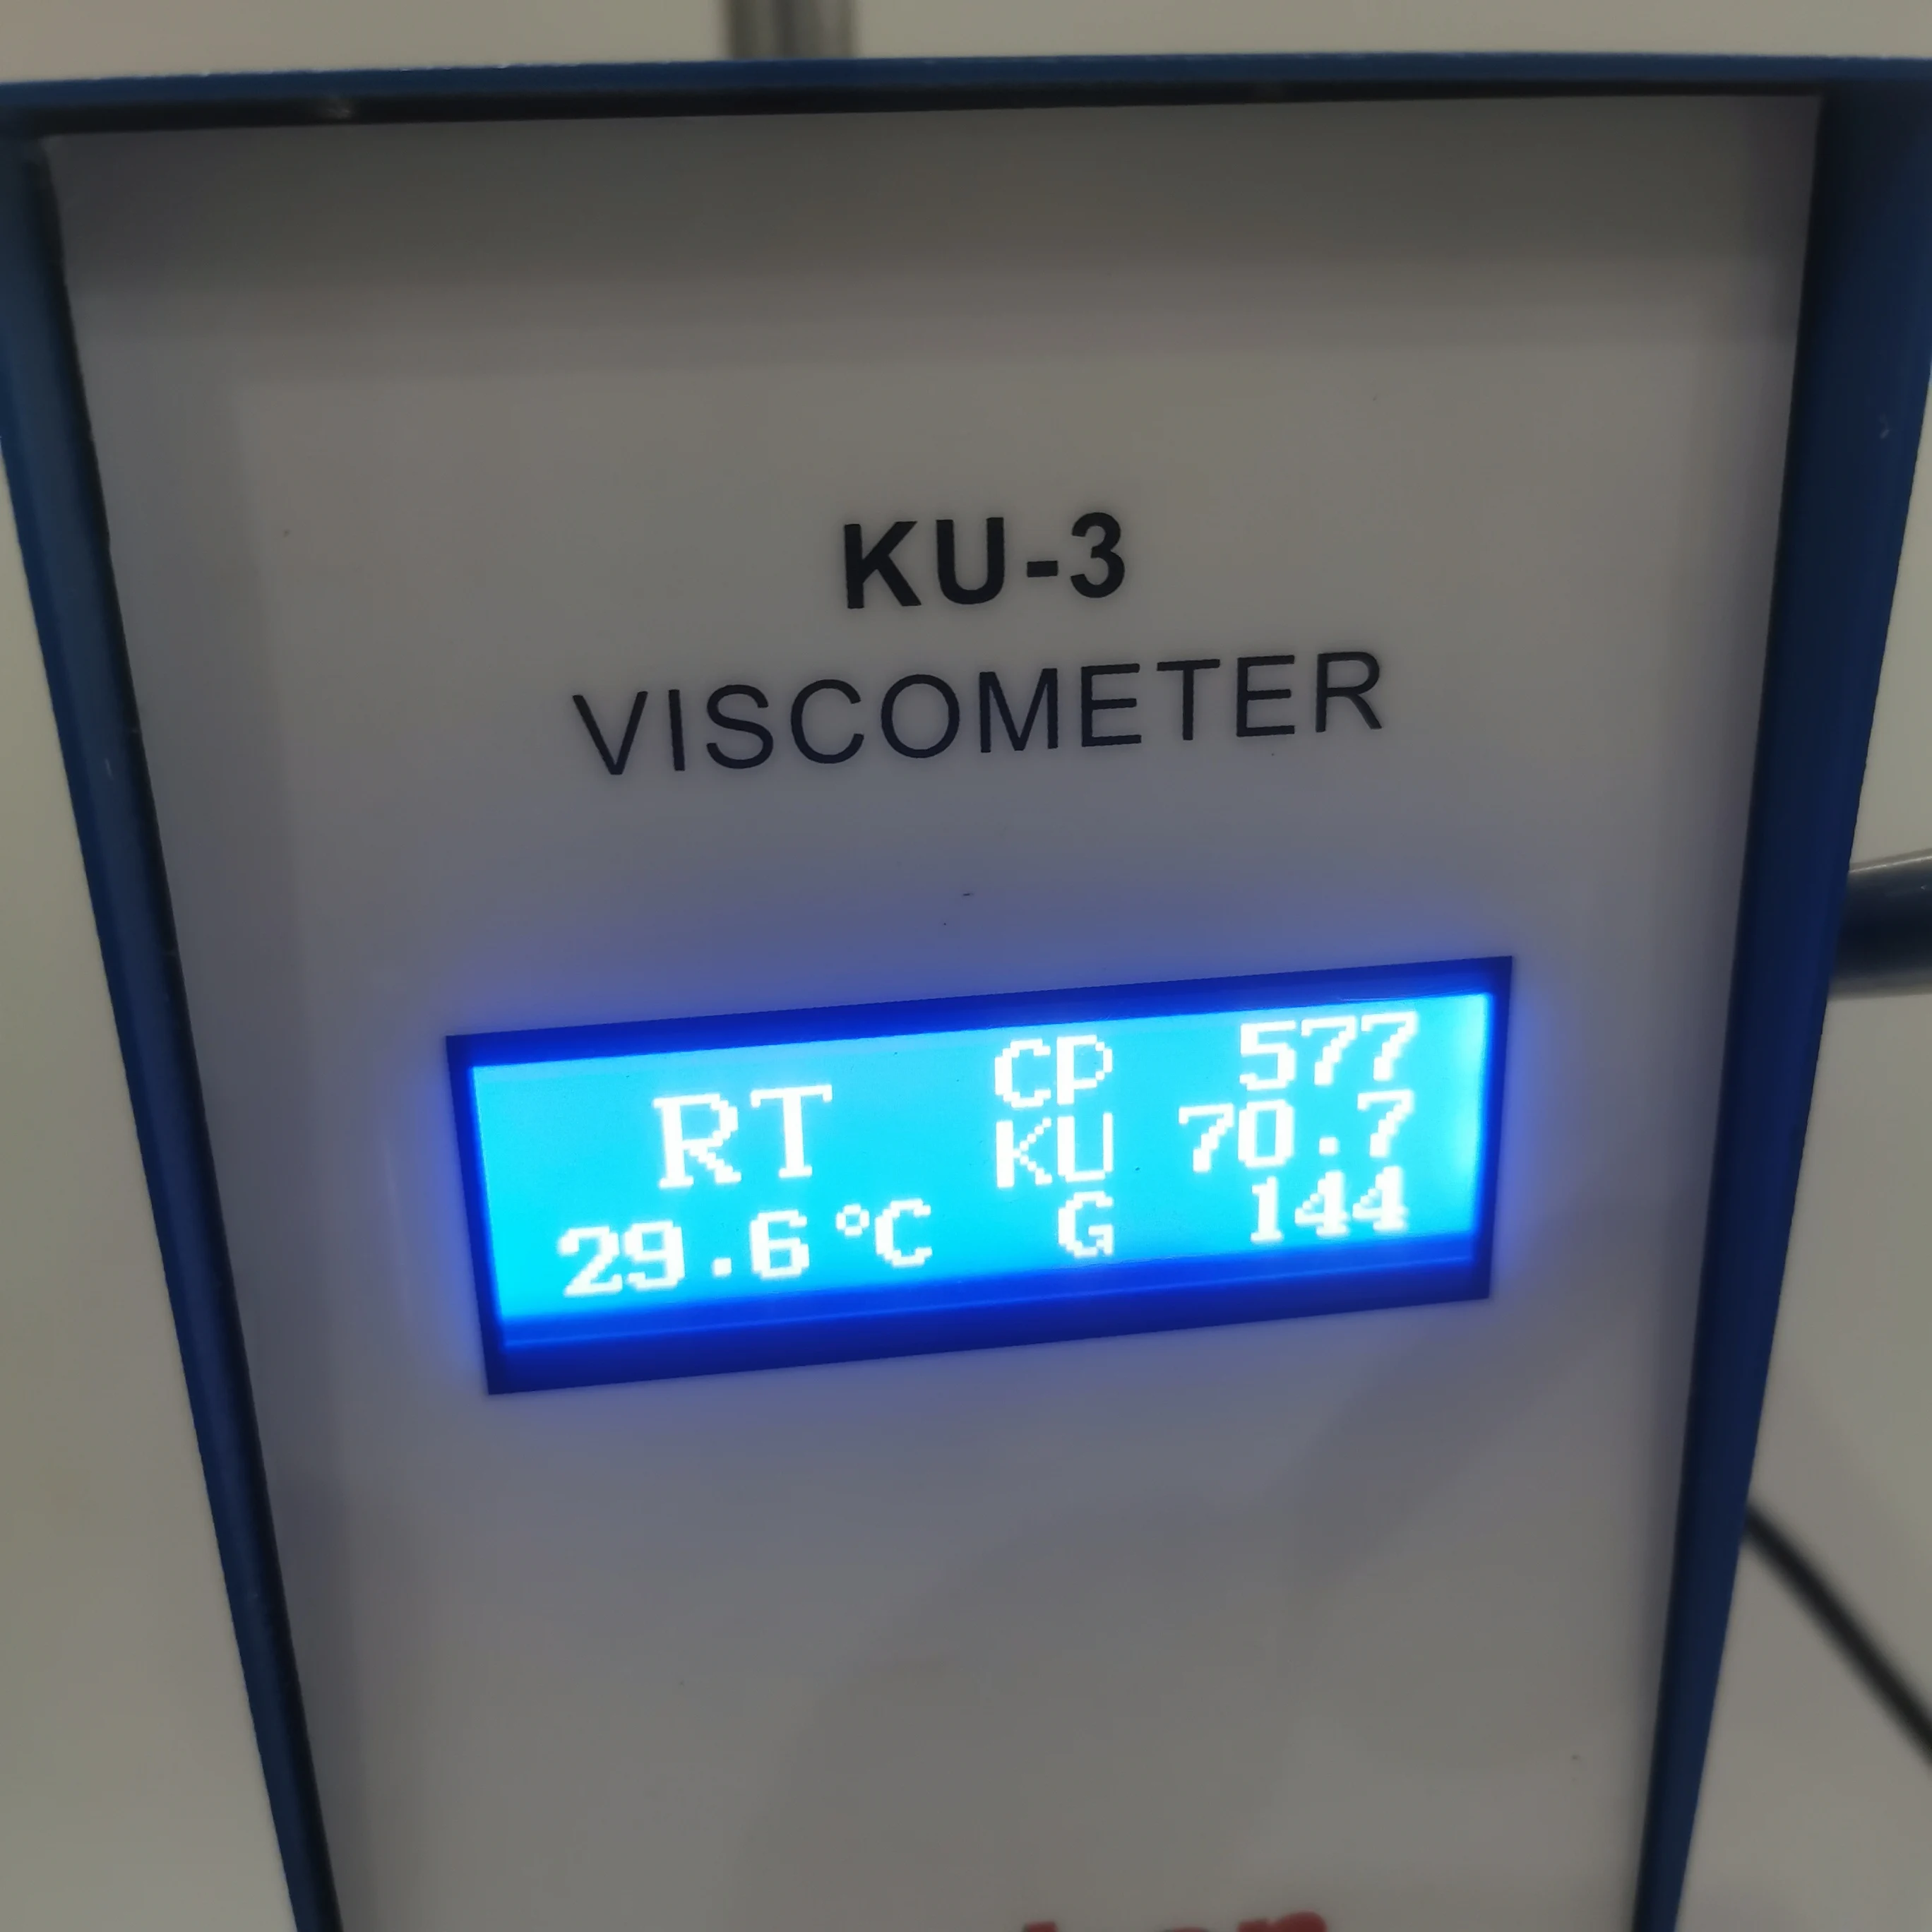 KU-3
VISCOMETER
RT
29.6°C
CP 577
KU 70.7
G 144